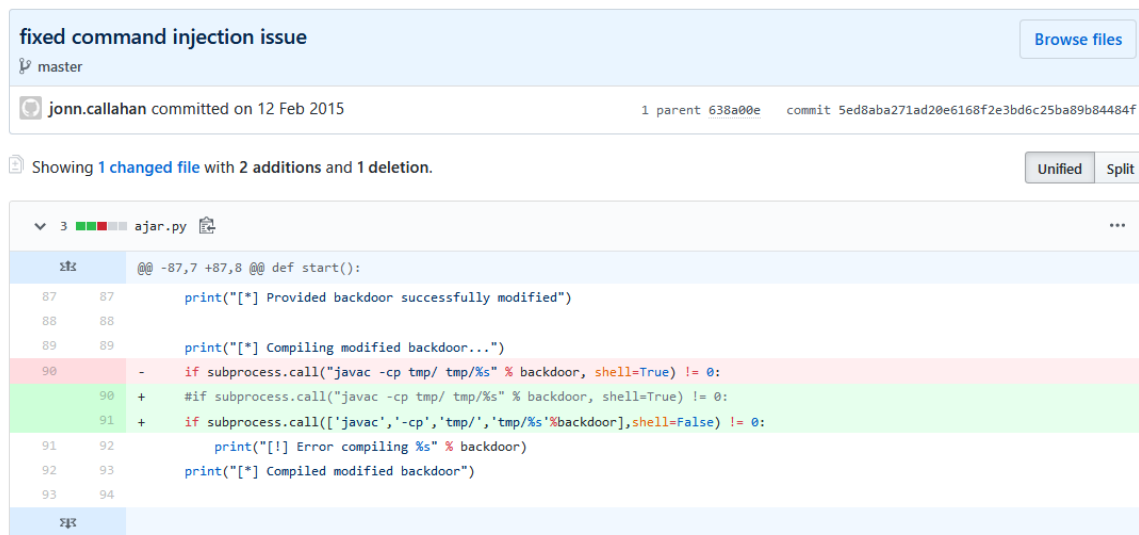 fixed command injection issue
Browse files
master
jonn.callahan committed on 12 Feb 2015
1 parent 638a00e commit 5ed8aba271ad20e6168f2e3bd6c25ba89b84484f
Showing 1 changed file with 2 additions and 1 deletion.
Unified Split
3 ajar.py
@@ -87,7 +87,8 @@ def start():
87 87 print("[*] Provided backdoor successfully modified")
88 88
89 89 print("[*] Compiling modified backdoor...")
90 - if subprocess.call("javac -cp tmp/ tmp/%s" % backdoor, shell=True) != 0:
90 + #if subprocess.call("javac -cp tmp/ tmp/%s" % backdoor, shell=True) != 0:
91 + if subprocess.call(['javac','-cp','tmp/','tmp/%s'%backdoor],shell=False) != 0:
91 92 print("[!] Error compiling %s" % backdoor)
92 93 print("[*] Compiled modified backdoor")
93 94